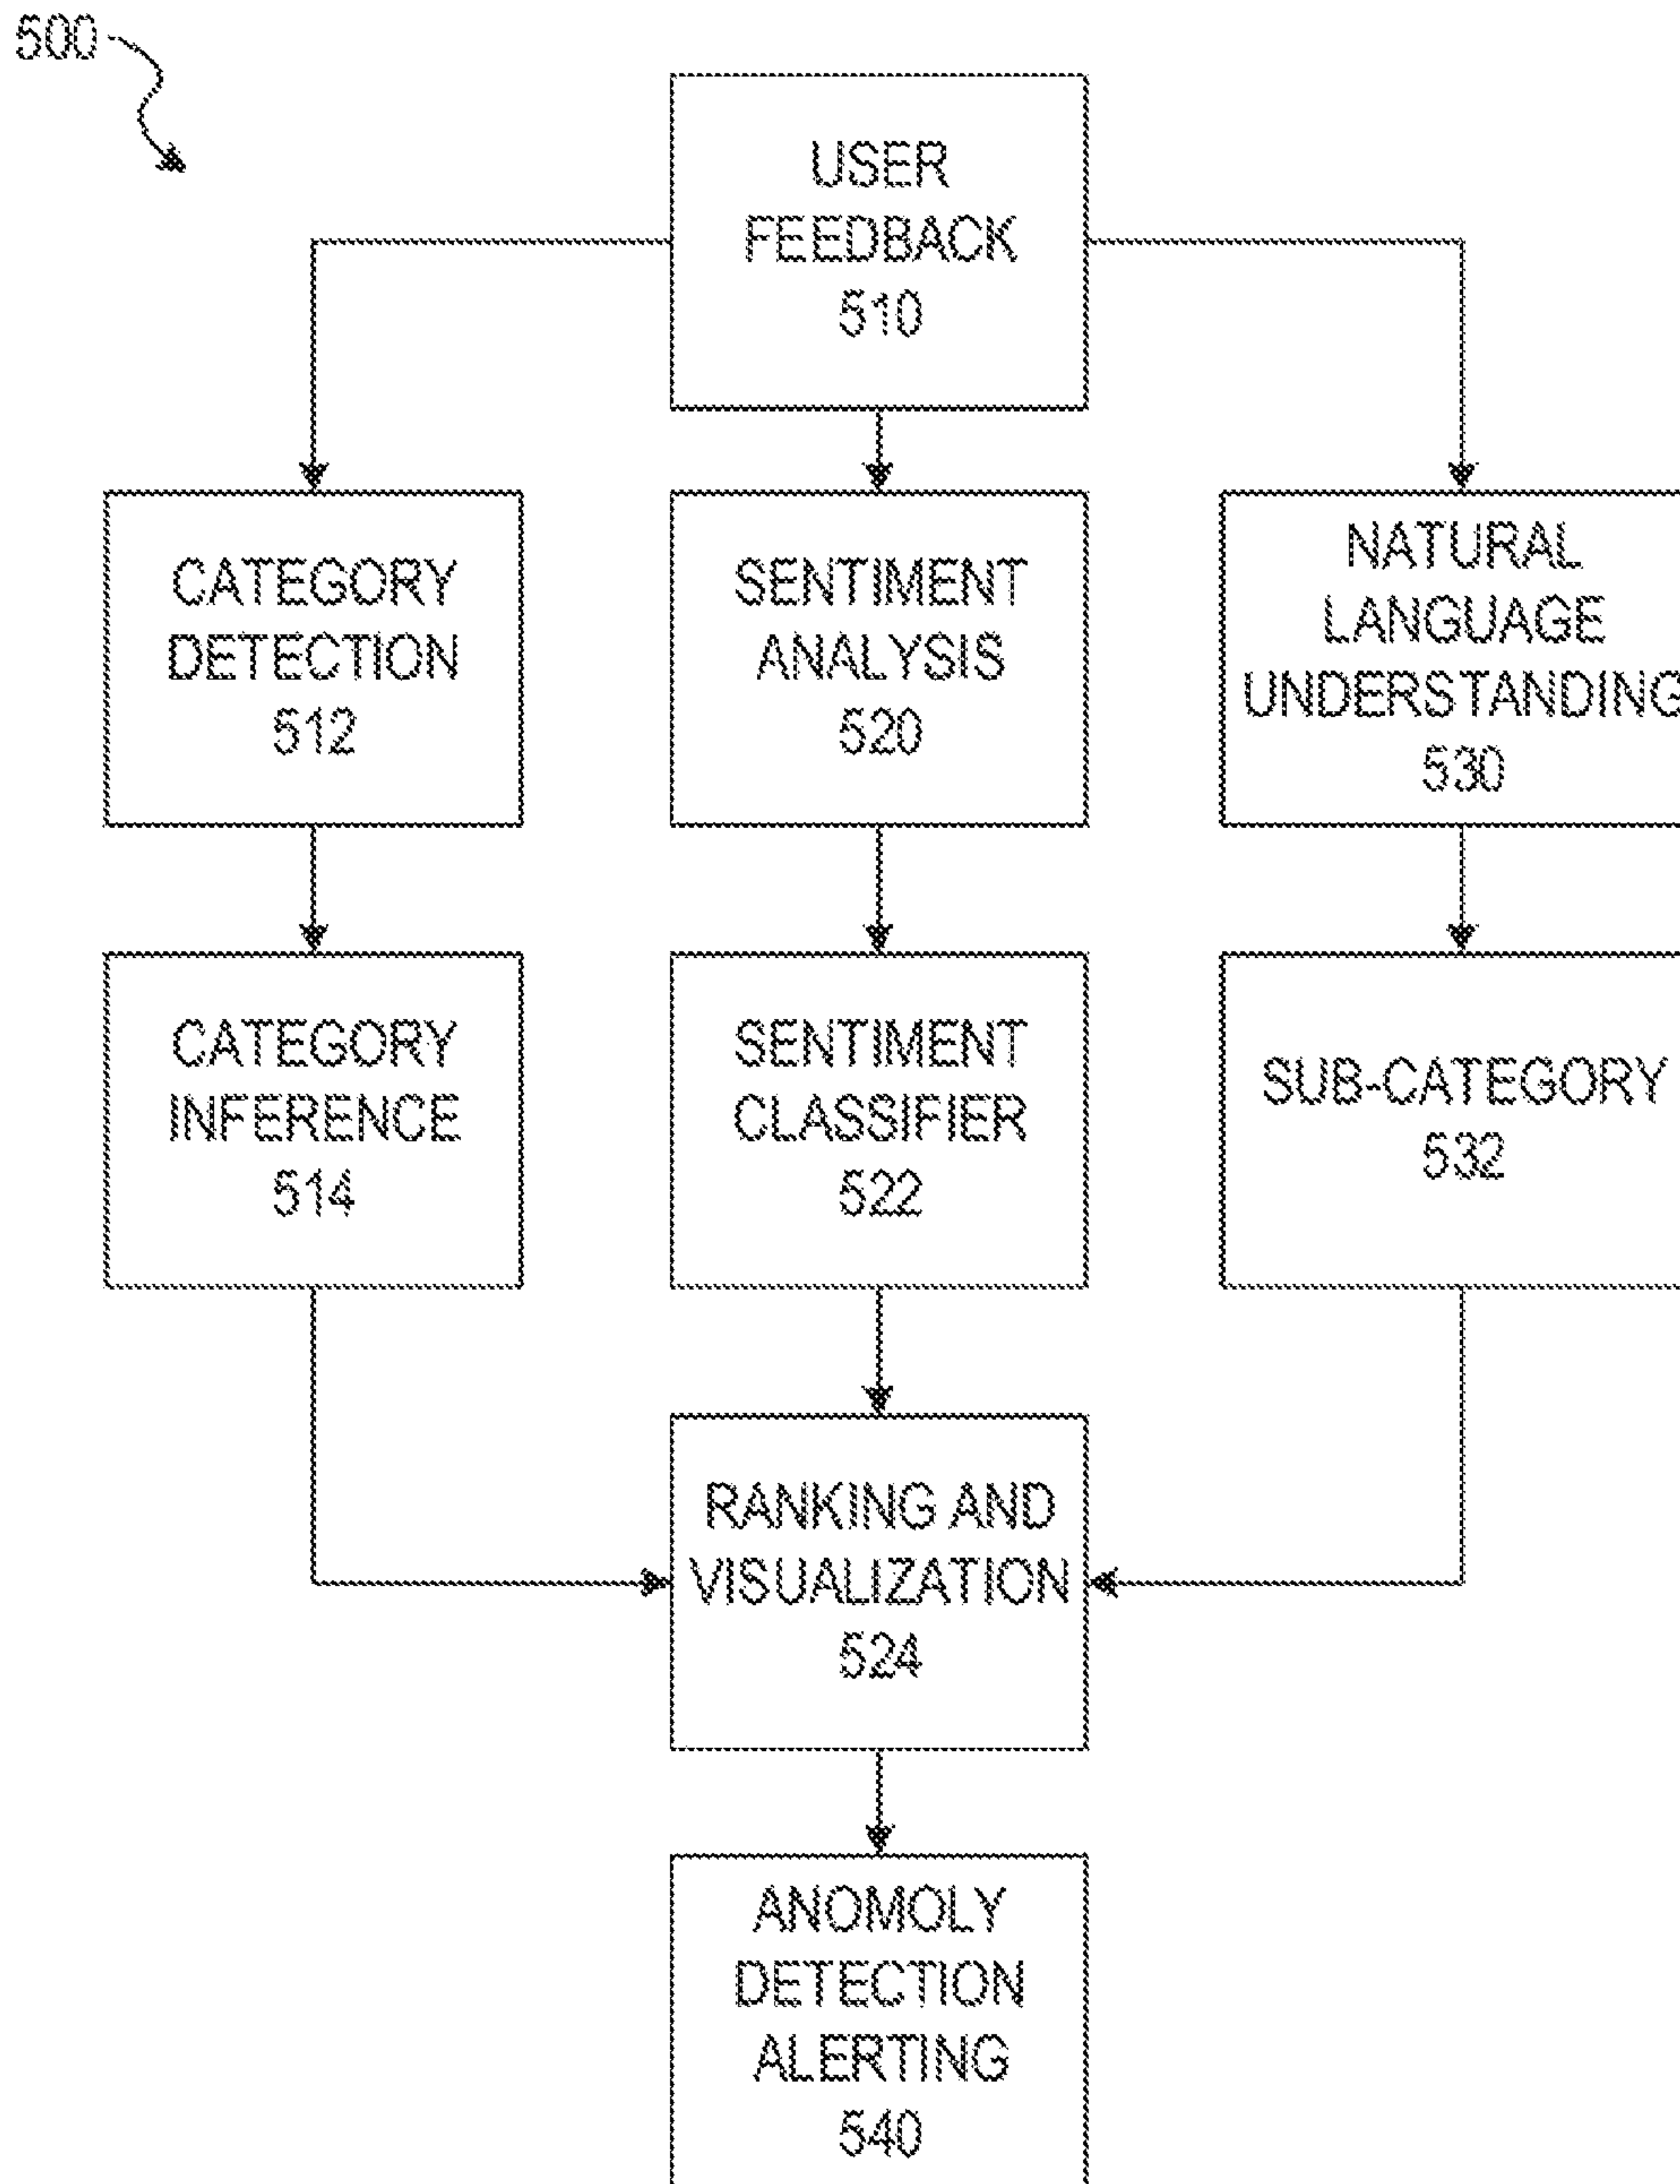 500
USER
FEEDBACK
510
CATEGORY
DETECTION
512
SENTIMENT
ANALYSIS
520
NATURAL
LANGUAGE
UNDERSTANDING
530
CATEGORY
INFERENCE
514
SENTIMENT
CLASSIFIER
522
SUB-CATEGORY
532
RANKING AND
VISUALIZATION
524
ANOMOLY
DETECTION
ALERTING
540